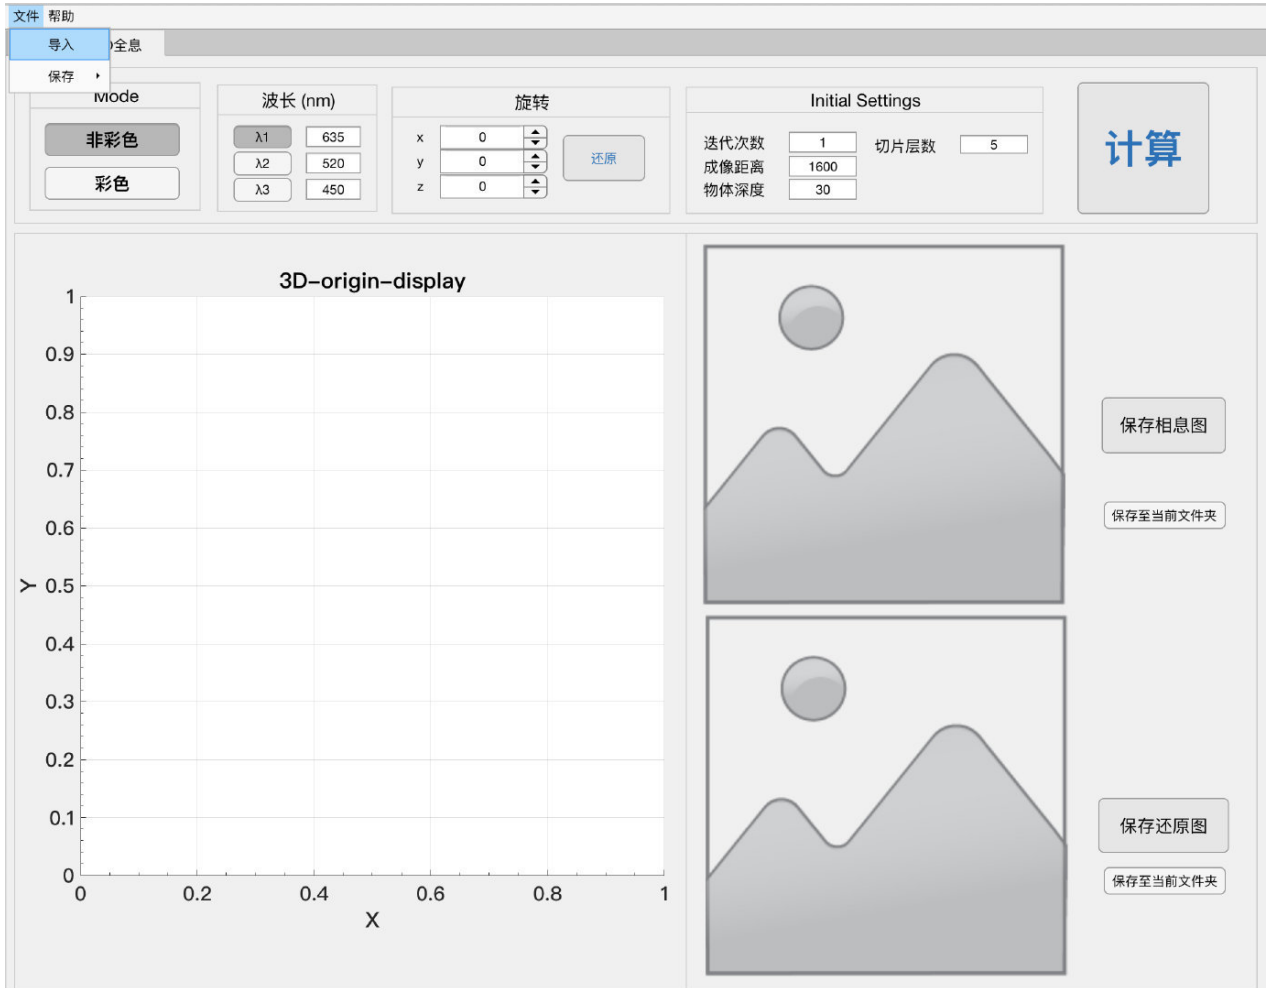 文件 帮助
导入
全息
保存
Mode
非彩色
彩色
波长 (nm)
λ1 635
λ2 520
λ3 450
旋转
x 0
y 0
z 0
还原
Initial Settings
迭代次数 1
成像距离 1600
物体深度 30
切片层数 5
计算
3D-origin-display
1
0.9
0.8
0.7
0.6
0.5
0.4
0.3
0.2
0.1
0
Y
0 0.2 0.4 0.6 0.8 1
X
保存相息图
保存至当前文件夹
保存还原图
保存至当前文件夹